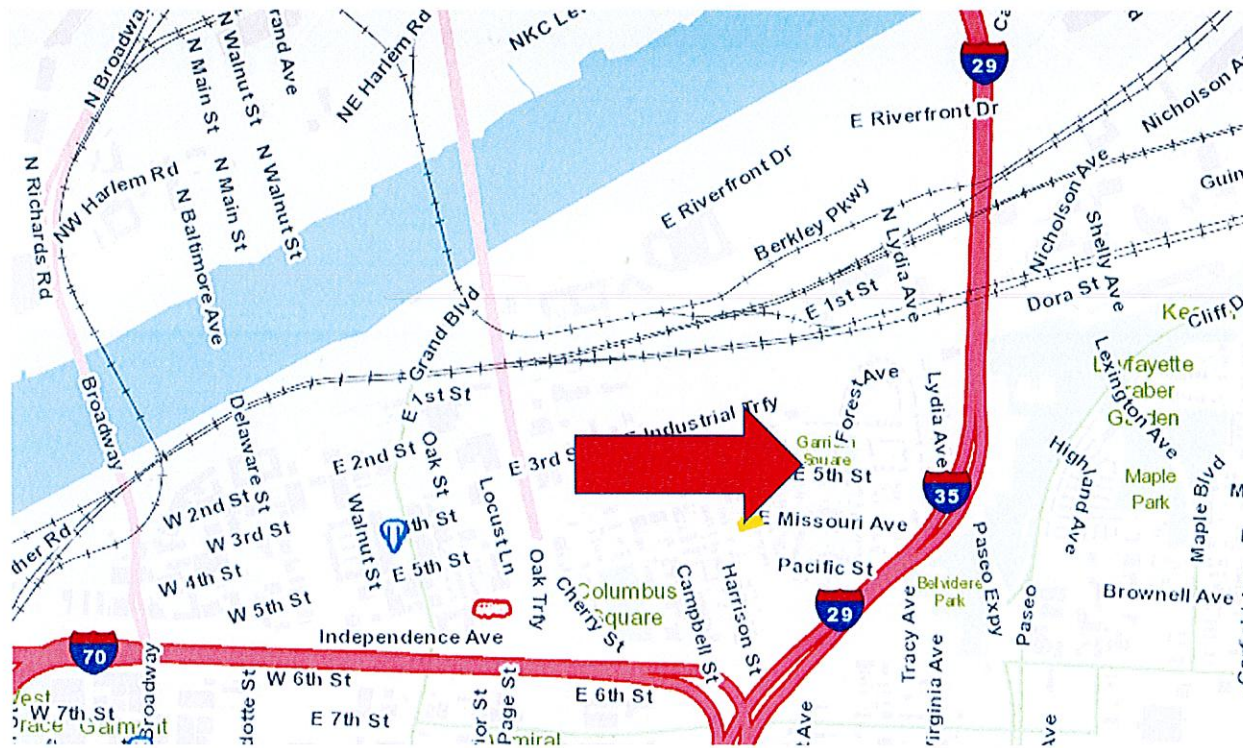 N Broadway
N Walnut St
N Main St
NE Harlem Rd
29
E Riverfront Dr
Nicholson
N Richards Rd
NW Harlem Rd
N Baltimore Ave
N Main St
N Walnut St
E Riverfront Dr
Berkley Pkwy
N Lydia Ave
Nicholson Ave
Shelly Ave
E 1st St
Dora St
Grand Blvd
Lexington Ave
Broadway
Delaware St
E 1st St
Forest Ave
Lydia Ave
Industrial Trfy
E 2nd St
Oak St
E 3rd
Square
E 5th St
35
Highland Ave
Maple
Park
Maple Blvd
W 2nd St
W 3rd St
Walnut St
Locust Ln
E Missouri Ave
W 4th St
E 5th St
Oak Trfy
Cherry St
Columbus
Square
Campbell St
Harrison St
Pacific St
Belvidere
Park
Paseo Expy
Paseo
Brownell Ave
W 5th St
29
Tracy Ave
Virginia Ave
Independence Ave
70
Broadway
W 6th St
Page St
E 6th St
W 7th St
E 7th St
Ave
Ave